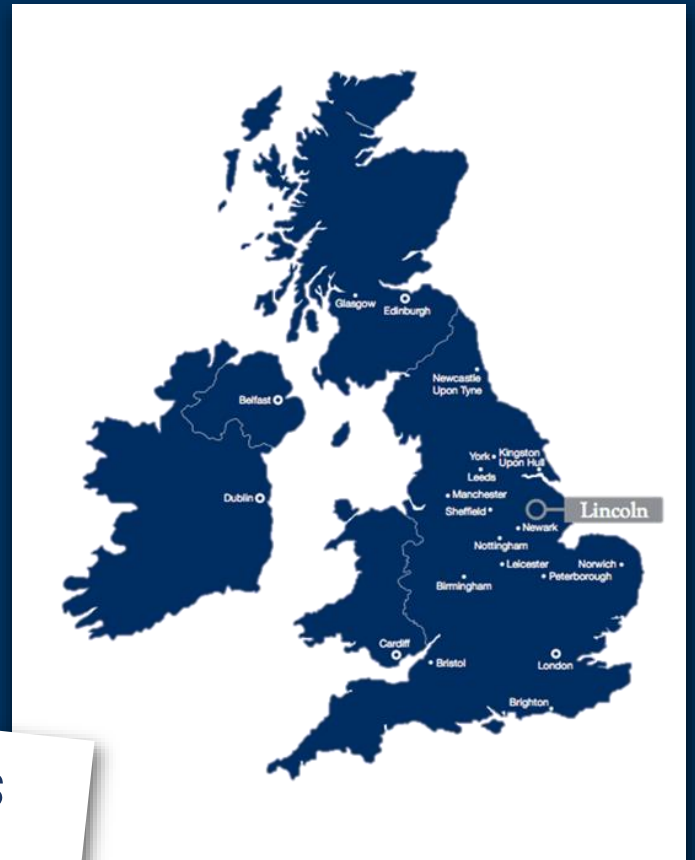 Glasgow
Edinburgh
Newcastle
Upon Tyne
Belfast
York
Kingston
Upon Hull
Leeds
Dublin
Manchester
Sheffield
Lincoln
Newark
Nottingham
Leicester
Norwich
Peterborough
Birmingham
Cardiff
Bristol
London
Brighton
s